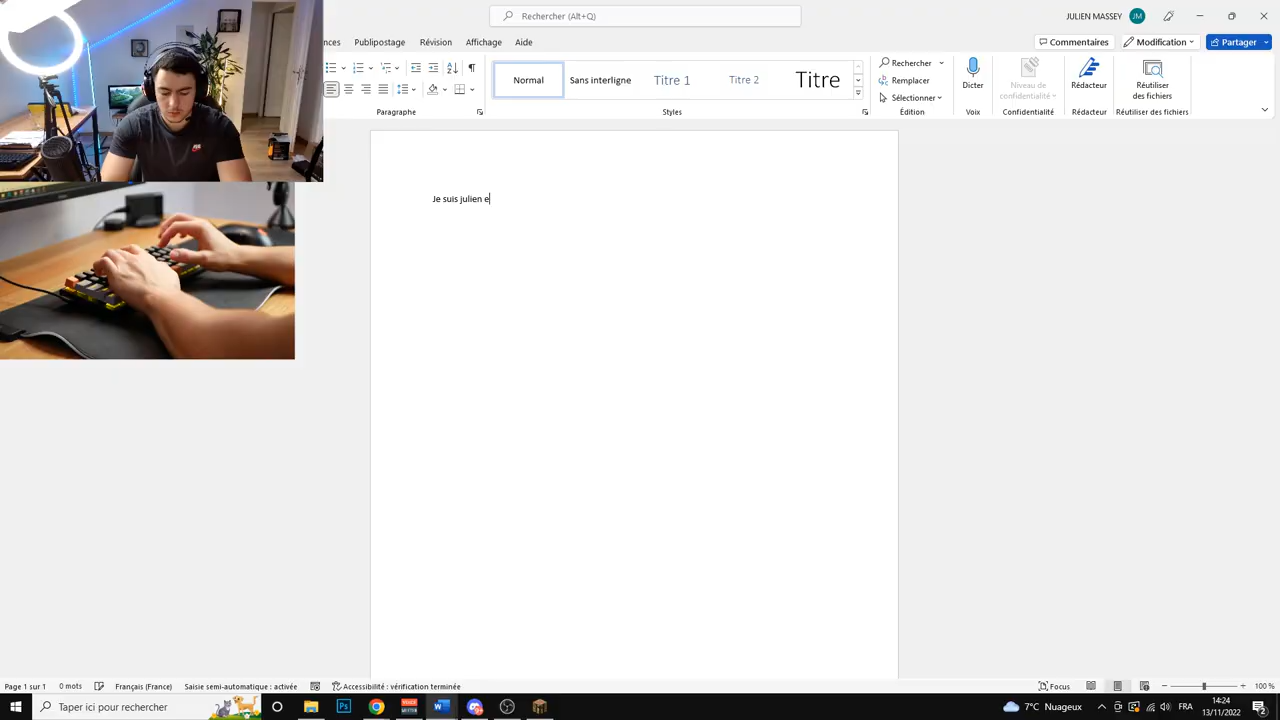 Rechercher (Alt+Q)
JULIEN MASSEY
JM
nces
Publipostage
Révision
Affichage
Aide
Commentaires
Modification
Partager
Normal
Sans interligne
Titre 1
Titre 2
Titre
Rechercher
Remplacer
Sélectionner
Dicter
Niveau de
confidentialité
Rédacteur
Réutiliser
des fichiers
Paragraphe
Styles
Édition
Voix
Confidentialité
Rédacteur
Réutiliser des fichiers
Je suis julien e
Page 1 sur 1
0 mots
Français (France)
Saisie semi-automatique : activée
Accessibilité : vérification terminée
Focus
100 %
Taper ici pour rechercher
7°C Nuageux
FRA
14:24
13/11/2022